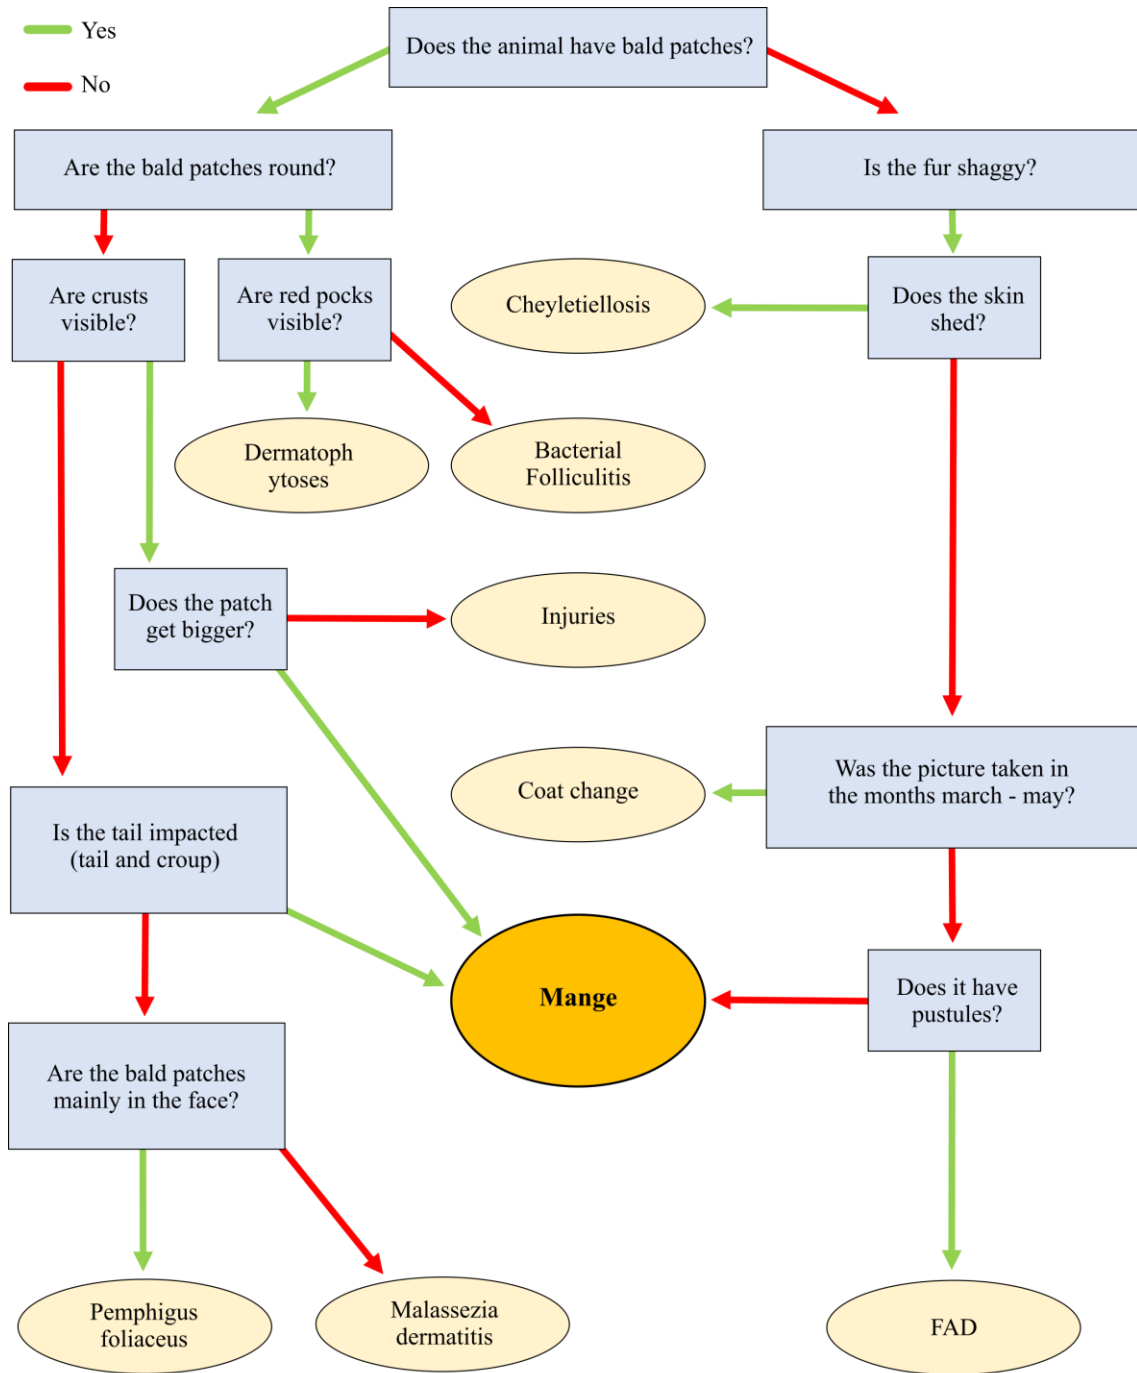 Yes
No
Does the animal have bald patches?
Are the bald patches round?
Is the fur shaggy?
Are crusts
visible?
Are red pocks
visible?
Cheyletiellosis
Does the skin
shed?
Dermatoph
ytoses
Bacterial
Folliculitis
Does the patch
get bigger?
Injuries
Coat change
Was the picture taken in
the months march - may?
Is the tail impacted
(tail and croup)
Mange
Does it have
pustules?
Are the bald patches
mainly in the face?
Pemphigus
foliaceus
Malassezia
dermatitis
FAD